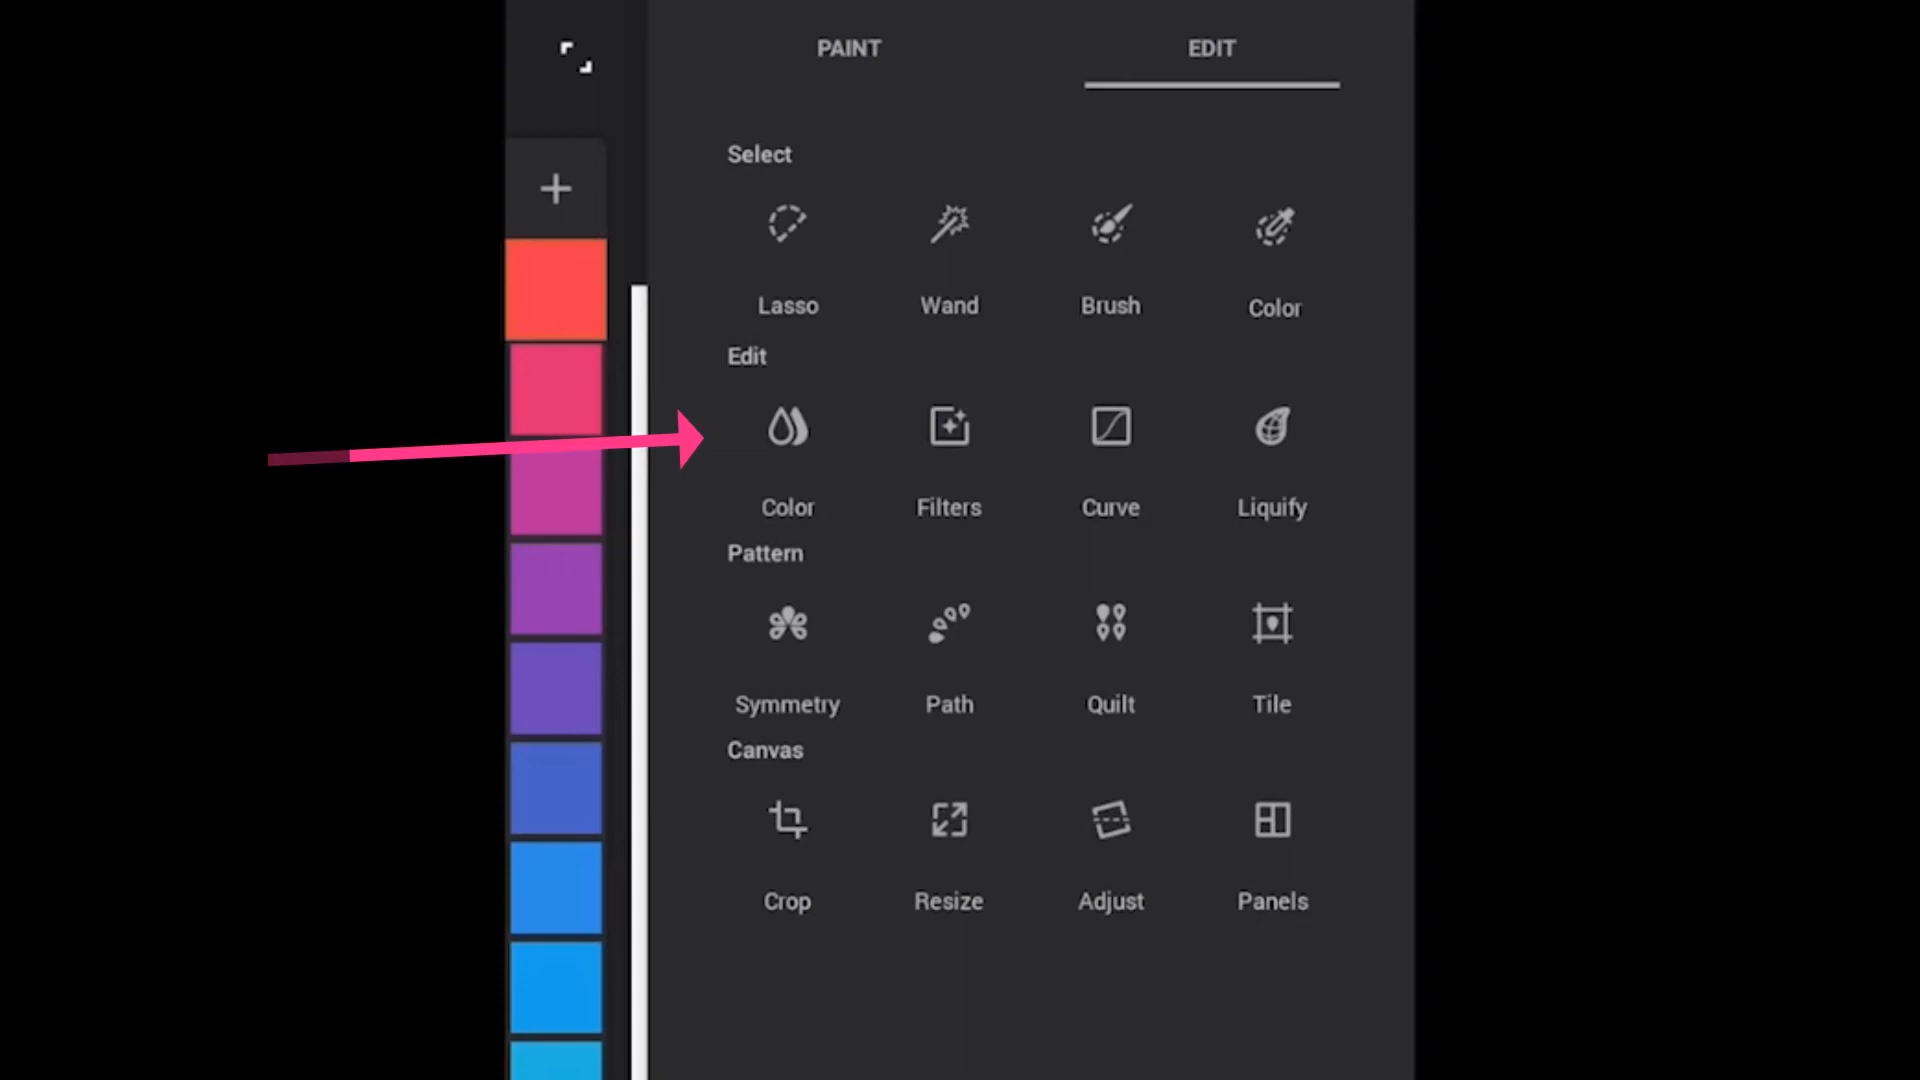 PAINT EDIT
Select
Lasso Wand Brush Color
Edit
Color Filters Curve Liquify
Pattern
Symmetry Path Quilt Tile
Canvas
Crop Resize Adjust Panels